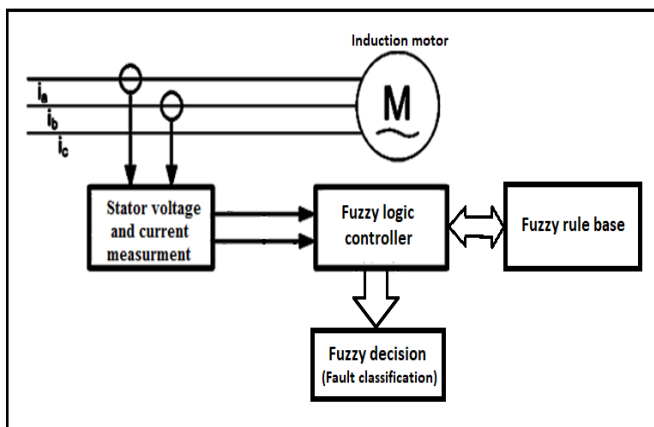 Induction motor
ia
ib
ic
M
Stator voltage
and current
measurment
Fuzzy logic
controller
Fuzzy rule base
Fuzzy decision
(Fault classification)